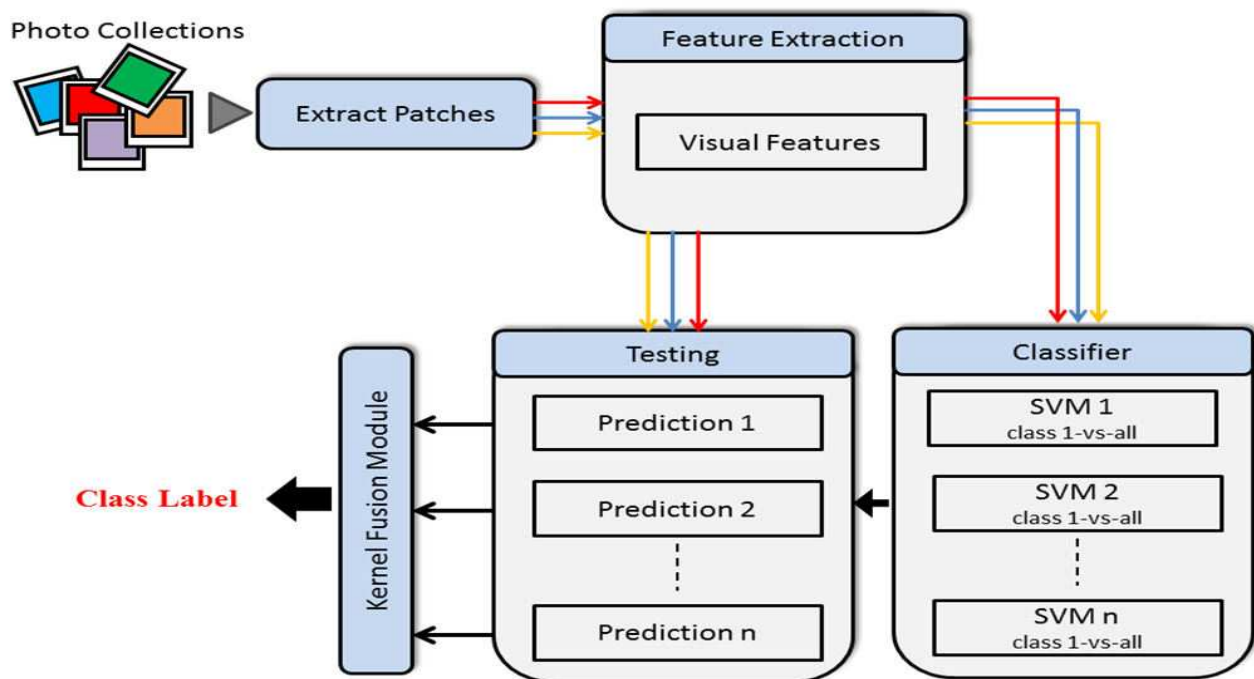 Photo Collections
Extract Patches
Feature Extraction
Visual Features
Testing
Prediction 1
Prediction 2
Prediction n
Classifier
SVM 1
class 1-vs-all
SVM 2
class 1-vs-all
SVM n
class 1-vs-all
Kernel Fusion Module
Class Label